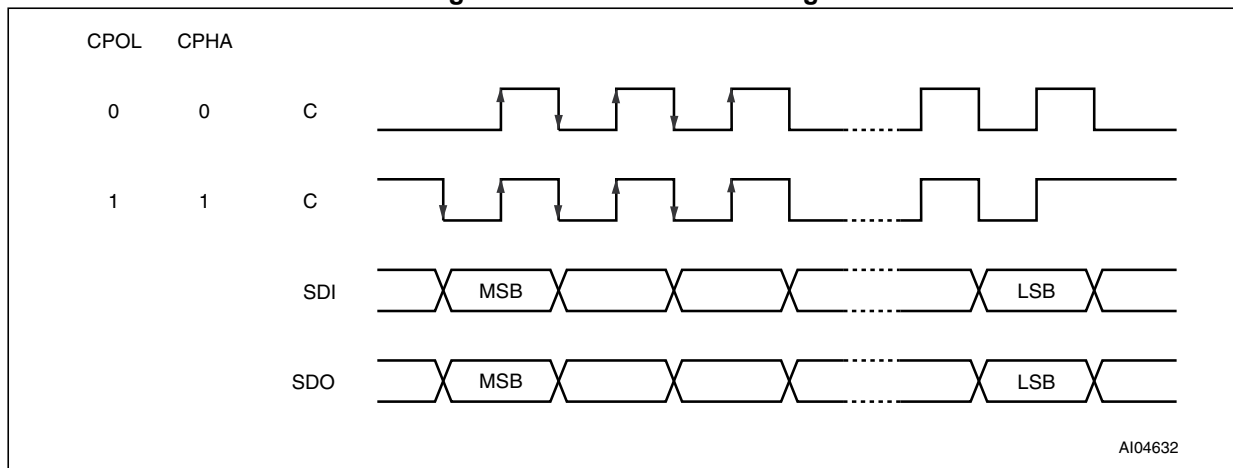 CPOL CPHA
0 0 C
1 1 C
SDI MSB LSB
SDO MSB LSB
AI04632